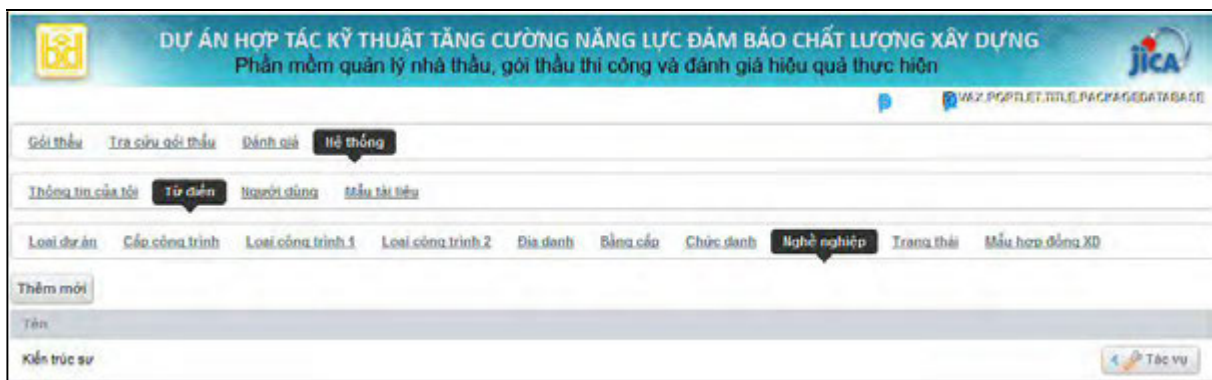 DỰ ÁN HỢP TÁC KỸ THUẬT TĂNG CƯỜNG NĂNG LỰC ĐẢM BẢO CHẤT LƯỢNG XÂY DỰNG
Phần mềm quản lý nhà thầu, gói thầu thi công và đánh giá hiệu quả thực hiện
jica
VAZ.PORTLET.TITLE.PACKAGEDATABASE
Gói thầu Tra cứu gói thầu Đánh giá Hệ thống
Thông tin của tôi Từ điển Người dùng Mẫu tài liệu
Loại dự án Cấp công trình Loại công trình 1 Loại công trình 2 Địa danh Bằng cấp Chức danh Nghề nghiệp Trạng thái Mẫu hợp đồng XD
Thêm mới
Tên
Kiến trúc sư Tác vụ